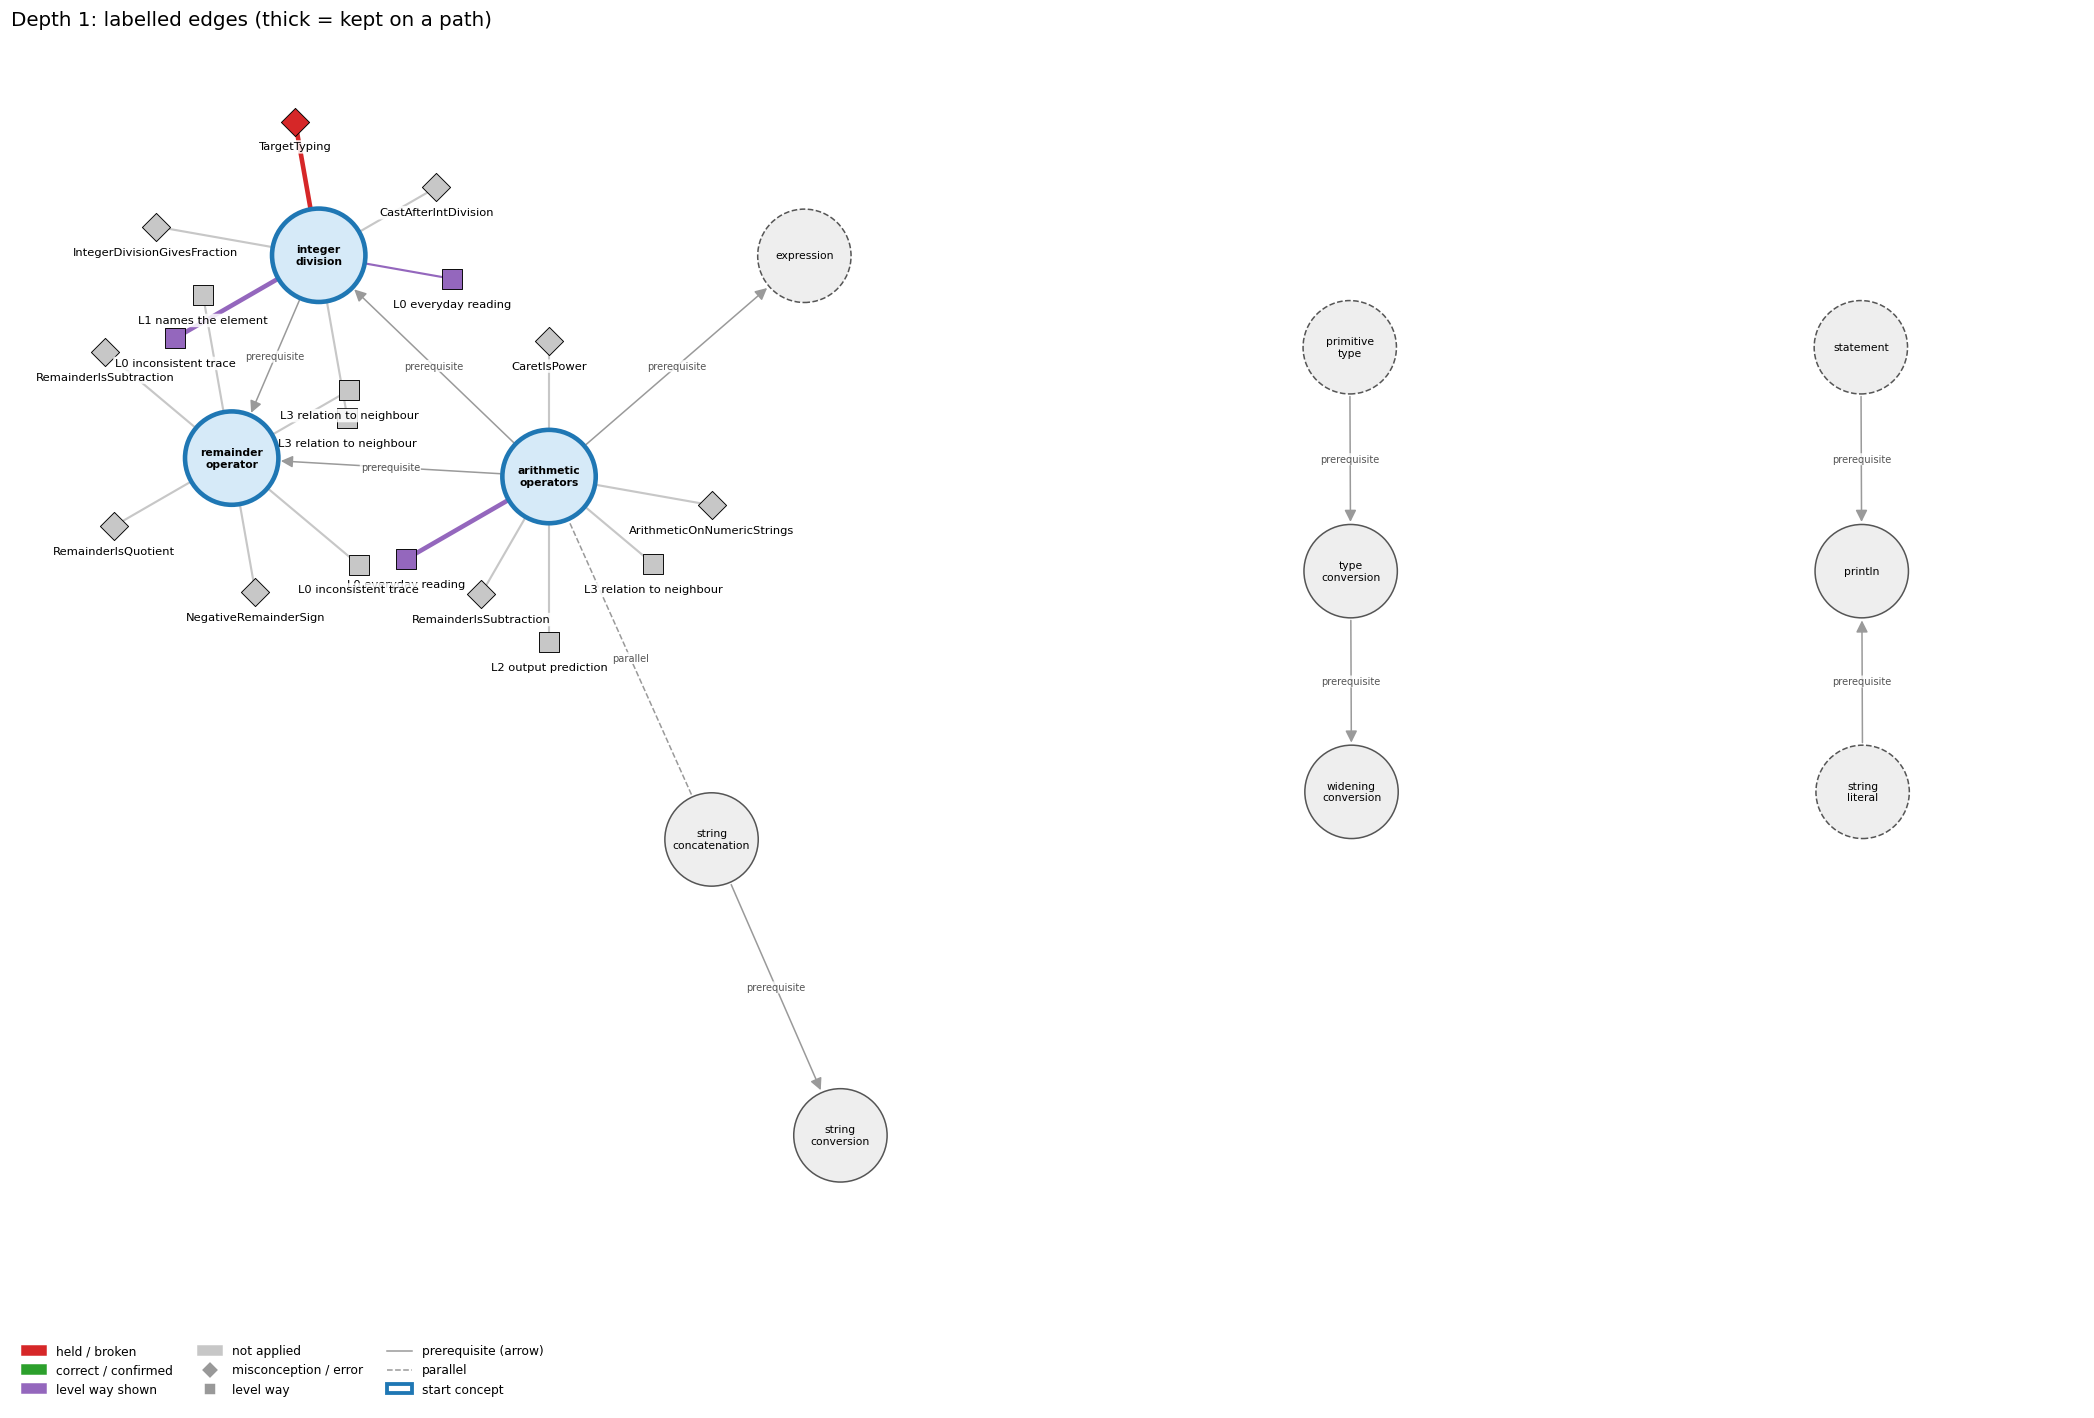 Depth 1: labelled edges (thick = kept on a path)
TargetTyping
CastAfterIntDivision
IntegerDivisionGivesFraction
integer
division
expression
L0 everyday reading
L1 names the element
L0 inconsistent trace
RemainderIsSubtraction
prerequisite
prerequisite
CaretIsPower
prerequisite
primitive
type
statement
L3 relation to neighbour
L3 relation to neighbour
remainder
operator
prerequisite
arithmetic
operators
prerequisite
prerequisite
ArithmeticOnNumericStrings
RemainderIsQuotient
L0 everyday reading
L0 inconsistent trace
L3 relation to neighbour
type
conversion
println
NegativeRemainderSign
RemainderIsSubtraction
L2 output prediction
parallel
prerequisite
prerequisite
widening
conversion
string
literal
string
concatenation
prerequisite
string
conversion
held / broken
correct / confirmed
level way shown
not applied
misconception / error
level way
prerequisite (arrow)
parallel
start concept